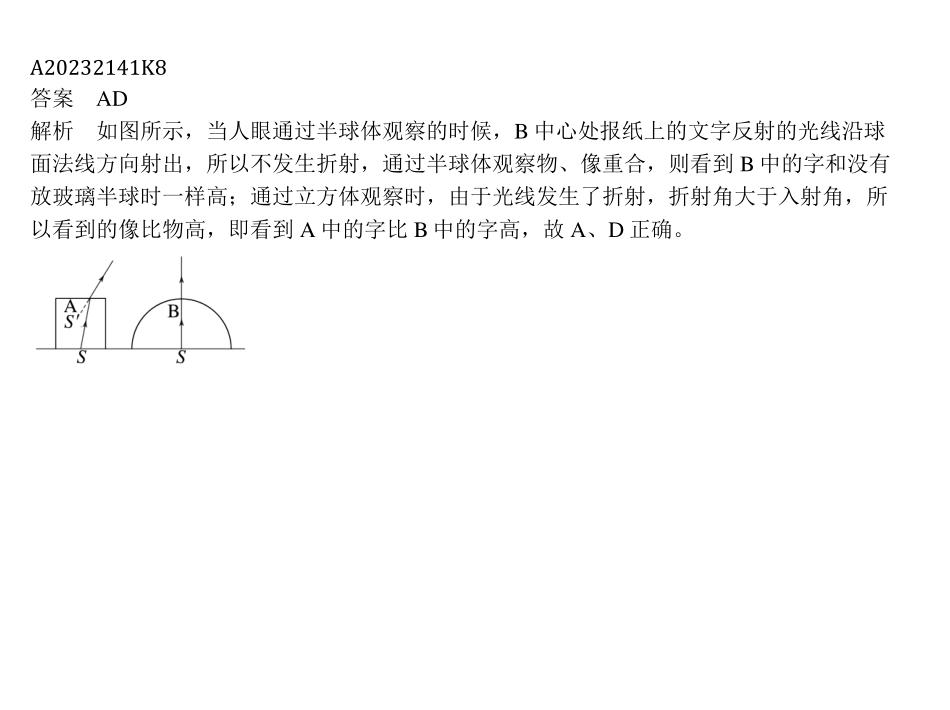 A20232141K8
答案 AD
解析 如图所示，当人眼通过半球体观察的时候，B 中心处报纸上的文字反射的光线沿球
面法线方向射出，所以不发生折射，通过半球体观察物、像重合，则看到 B 中的字和没有
放玻璃半球时一样高；通过立方体观察时，由于光线发生了折射，折射角大于入射角，所
以看到的像比物高，即看到 A 中的字比 B 中的字高，故 A、D 正确。
A
B
S′
S
S